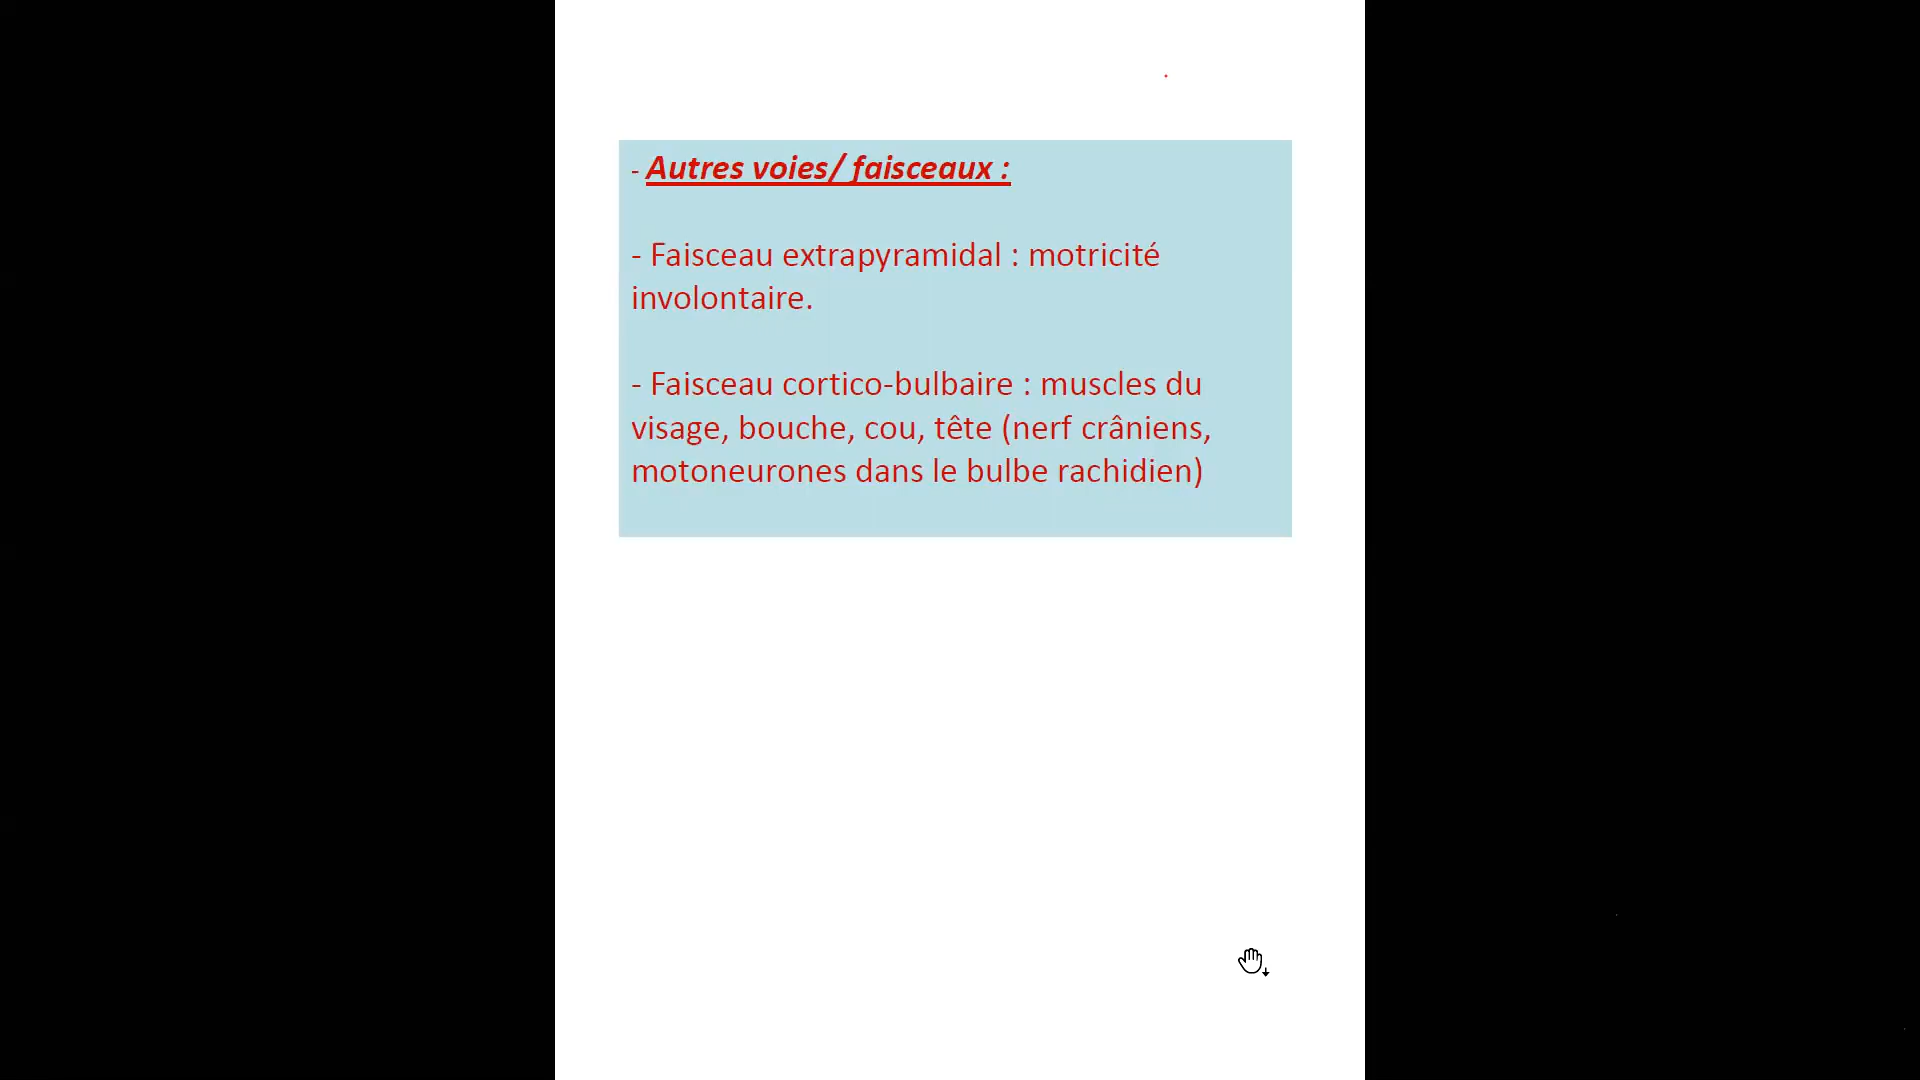 - Autres voies/ faisceaux :
- Faisceau extrapyramidal : motricité
involontaire.
- Faisceau cortico-bulbaire : muscles du
visage, bouche, cou, tête (nerf crâniens,
motoneurones dans le bulbe rachidien)